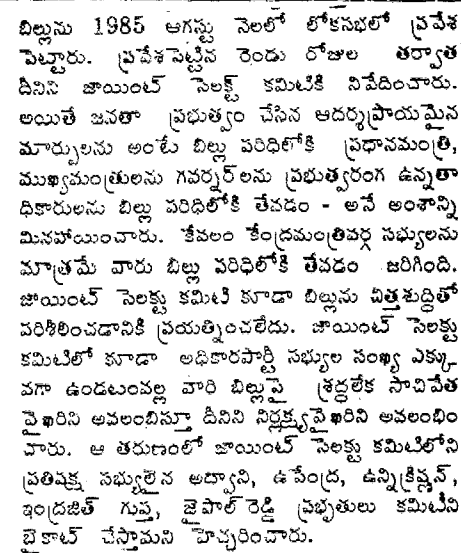 బిల్లును 1985 ఆగస్టు నెలలో లోకసభలో ప్రవేశ
పెట్టారు. ప్రవేశపెట్టిన రెండు రోజుల తర్వాత
దీనిని జాయింట్ సెలక్ట్ కమిటికి నివేదించారు.
అయితే జనతా ప్రభుత్వం చేసిన ఆదర్శప్రాయమైన
మార్పులను అంటే బిల్లు పరిధిలోకి ప్రధానమంత్రి,
ముఖ్యమంత్రులను గవర్నర్‌లను ప్రభుత్వరంగ ఉన్నతా
ధికారులను బిల్లు పరిధిలోకి తేవడం - అనే అంశాన్ని
మినహాయించారు. కేవలం కేంద్రమంత్రివర్గ సభ్యులను
మాత్రమే వారు బిల్లు పరిధిలోకి తేవడం జరిగింది.
జాయింట్ సెలక్టు కమిటి కూడా బిల్లును చిత్తశుద్ధితో
పరిశీలించడానికి ప్రయత్నించలేదు. జాయింట్ సెలక్టు
కమిటిలో కూడా అధికారపార్టీ సభ్యుల సంఖ్య ఎక్కు
వగా ఉండటంవల్ల వారి బిల్లుపై శ్రద్ధలేక సాచివేత
వైఖరిని అవలంబిస్తూ దీనిని నిర్లక్ష్యవైఖరిని అవలంభిం
చారు. ఆ తరుణంలో జాయింట్ సెలక్టు కమిటిలోని
ప్రతిపక్ష సభ్యులైన అద్వాని, ఉపేంద్ర, ఉన్నిక్రిష్ణన్,
ఇంద్రజిత్ గుప్త, జైపాల్‌రెడ్డి ప్రభృతులు కమిటీని
బైకాట్ చేస్తామని హెచ్చరించారు.